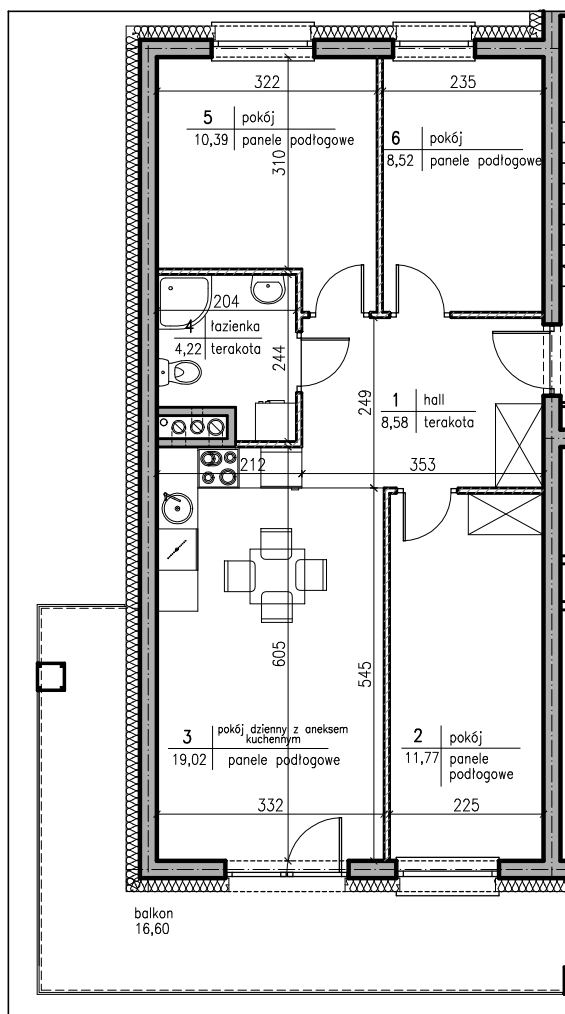 322
235
5 pokój
10,39 panele podłogowe
310
6 pokój
8,52 panele podłogowe
204
4 łazienka
4,22 terakota
244
249
1 hall
8,58 terakota
212
353
605
545
3 pokój dzienny z aneksem
kuchennym
19,02 panele podłogowe
2 pokój
11,77 panele
podłogowe
332
225
balkon
16,60